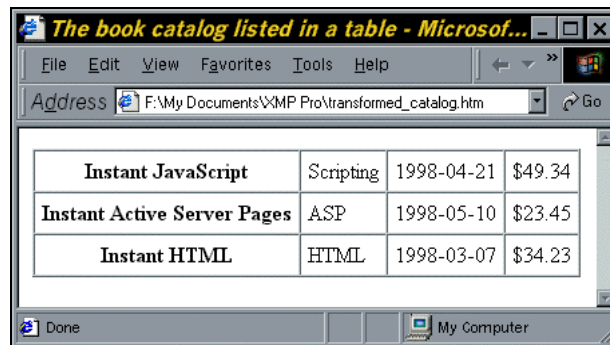 The book catalog listed in a table - Microsof...
File Edit View Favorites Tools Help »
Address F:\My Documents\XMP Pro\transformed_catalog.htm Go
Instant JavaScript Scripting 1998-04-21 $49.34
Instant Active Server Pages ASP 1998-05-10 $23.45
Instant HTML HTML 1998-03-07 $34.23
Done My Computer